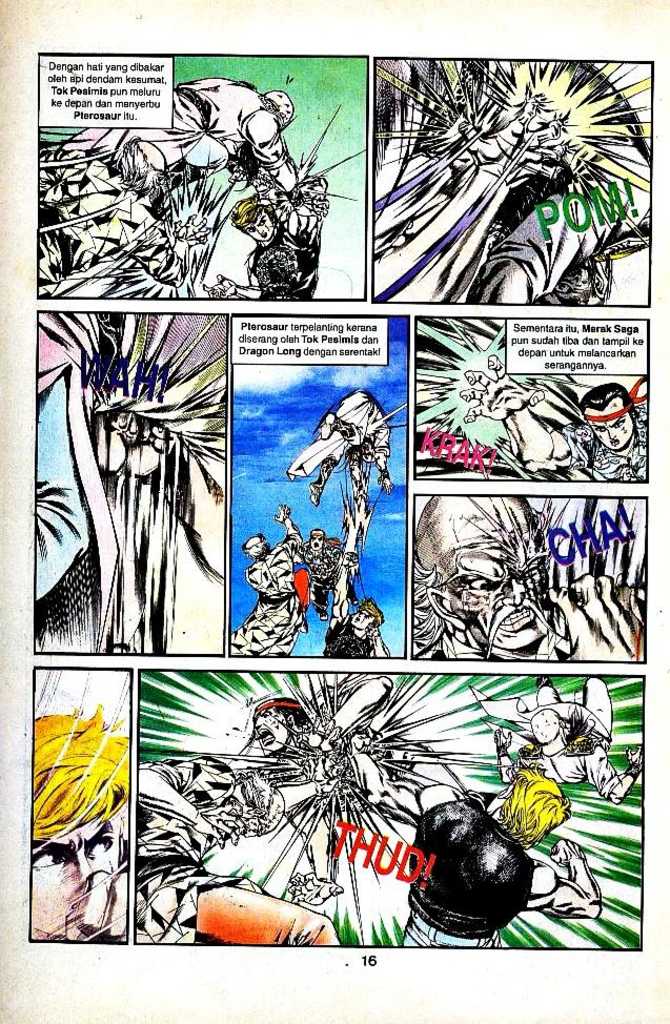 Dengan hati yang dibakar
oleh api dendam kesumat,
Tok Pesimis pun meluru
ke depan dan menyerbu
Pterosaur itu.
POM!
WAH!
Pterosaur terpelanting kerana
diserang oleh Tok Pesimis dan
Dragon Long dengan serentak!
Sementara itu, Merak Saga
pun sudah tiba dan tampil ke
depan untuk melancarkan
serangannya.
KRAK!
CHA!
THUD!
16